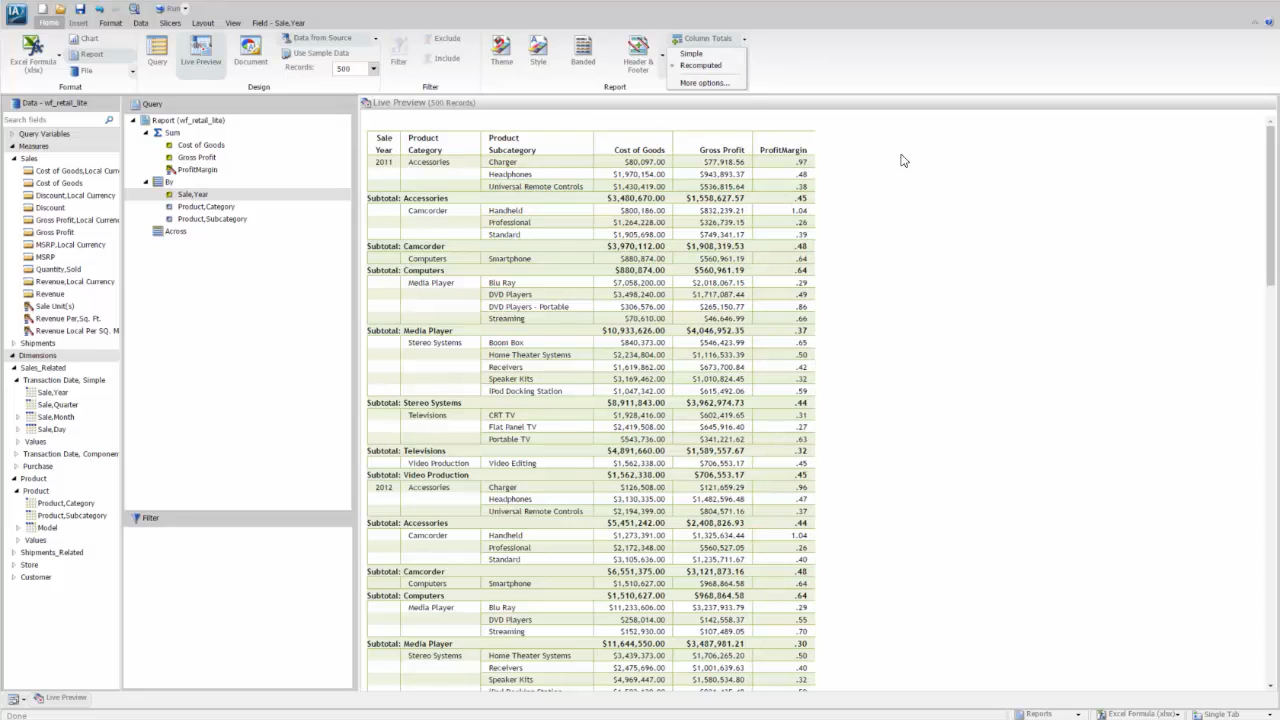 IA
Run
Home Insert Format Data Slicers Layout View Field - Sale,Year
Excel Formula
(xlsx)
Chart
Report
File
Format
Query
Live Preview
Document
Data from Source
Use Sample Data
Records: 500
Design
Filter
Exclude
Include
Filter
Theme
Style
Banded
Header &
Footer
Column Totals
Simple
Recomputed
More options...
Report
Data - wf_retail_lite
Search fields
Query Variables
Measures
Sales
Cost of Goods,Local Curre
Cost of Goods
Discount,Local Currency
Discount
Gross Profit,Local Curren
Gross Profit
MSRP,Local Currency
MSRP
Quantity,Sold
Revenue,Local Currency
Revenue
Sale Unit(s)
Revenue Per,Sq. Ft.
Revenue Local Per SQ. M
Shipments
Dimensions
Sales_Related
Transaction Date, Simple
Sale,Year
Sale,Quarter
Sale,Month
Sale,Day
Values
Transaction Date, Componen
Purchase
Product
Product
Product,Category
Product,Subcategory
Model
Values
Shipments_Related
Store
Customer
Query
Report (wf_retail_lite)
Sum
Cost of Goods
Gross Profit
ProfitMargin
By
Sale,Year
Product,Category
Product,Subcategory
Across
Filter
Live Preview (500 Records)
Sale Product Product
Year Category Subcategory Cost of Goods Gross Profit ProfitMargin
2011 Accessories Charger $80,097.00 $77,918.56 .97
Headphones $1,970,154.00 $943,893.37 .48
Universal Remote Controls $1,430,419.00 $536,815.64 .38
Subtotal: Accessories $3,480,670.00 $1,558,627.57 .45
Camcorder Handheld $800,186.00 $832,239.21 1.04
Professional $1,264,228.00 $326,739.15 .26
Standard $1,905,698.00 $749,341.17 .39
Subtotal: Camcorder $3,970,112.00 $1,908,319.53 .48
Computers Smartphone $880,874.00 $560,961.19 .64
Subtotal: Computers $880,874.00 $560,961.19 .64
Media Player Blu Ray $7,058,200.00 $2,018,067.15 .29
DVD Players $3,498,240.00 $1,717,087.44 .49
DVD Players - Portable $306,576.00 $265,150.77 .86
Streaming $70,610.00 $46,646.99 .66
Subtotal: Media Player $10,933,626.00 $4,046,952.35 .37
Stereo Systems Boom Box $840,373.00 $546,423.99 .65
Home Theater Systems $2,234,804.00 $1,116,533.39 .50
Receivers $1,619,862.00 $673,700.84 .42
Speaker Kits $3,169,462.00 $1,010,824.45 .32
iPod Docking Station $1,047,342.00 $615,492.06 .59
Subtotal: Stereo Systems $8,911,843.00 $3,962,974.73 .44
Televisions CRT TV $1,928,416.00 $602,419.65 .31
Flat Panel TV $2,419,508.00 $645,916.40 .27
Portable TV $543,736.00 $341,221.62 .63
Subtotal: Televisions $4,891,660.00 $1,589,557.67 .32
Video Production Video Editing $1,562,338.00 $706,553.17 .45
Subtotal: Video Production $1,562,338.00 $706,553.17 .45
2012 Accessories Charger $126,508.00 $121,659.29 .96
Headphones $3,130,335.00 $1,482,596.48 .47
Universal Remote Controls $2,194,399.00 $804,571.16 .37
Subtotal: Accessories $5,451,242.00 $2,408,826.93 .44
Camcorder Handheld $1,273,391.00 $1,325,634.44 1.04
Professional $2,172,348.00 $560,527.05 .26
Standard $3,105,636.00 $1,235,711.67 .40
Subtotal: Camcorder $6,551,375.00 $3,121,873.16 .48
Computers Smartphone $1,510,627.00 $968,864.58 .64
Subtotal: Computers $1,510,627.00 $968,864.58 .64
Media Player Blu Ray $11,233,606.00 $3,237,933.79 .29
DVD Players $258,014.00 $142,558.37 .55
Streaming $152,930.00 $107,489.05 .70
Subtotal: Media Player $11,644,550.00 $3,487,981.21 .30
Stereo Systems Home Theater Systems $3,439,373.00 $1,706,265.20 .50
Receivers $2,475,696.00 $1,001,639.63 .40
Speaker Kits $4,969,447.00 $1,570,857.00 .32
Live Preview
Done
Reports
Excel Formula (xlsx)
Single Tab